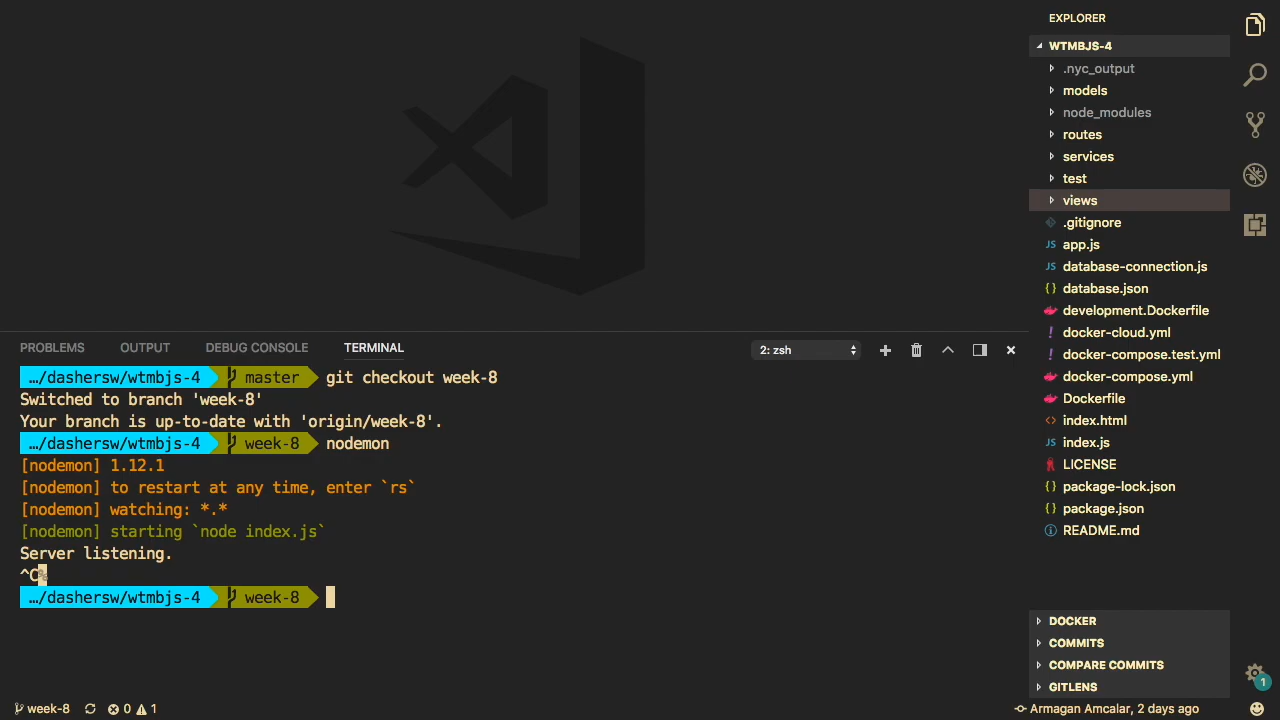 EXPLORER
WTMBJS-4
.nyc_output
models
node_modules
routes
services
test
views
.gitignore
app.js
database-connection.js
database.json
development.Dockerfile
docker-cloud.yml
docker-compose.test.yml
docker-compose.yml
Dockerfile
index.html
index.js
LICENSE
package-lock.json
package.json
README.md
DOCKER
COMMITS
COMPARE COMMITS
GITLENS
PROBLEMS OUTPUT DEBUG CONSOLE TERMINAL 2: zsh
…/dashersw/wtmbjs-4 master git checkout week-8
Switched to branch 'week-8'
Your branch is up-to-date with 'origin/week-8'.
…/dashersw/wtmbjs-4 week-8 nodemon
[nodemon] 1.12.1
[nodemon] to restart at any time, enter `rs`
[nodemon] watching: *.*
[nodemon] starting `node index.js`
Server listening.
^C%
…/dashersw/wtmbjs-4 week-8
week-8 0 1 Armagan Amcalar, 2 days ago 1